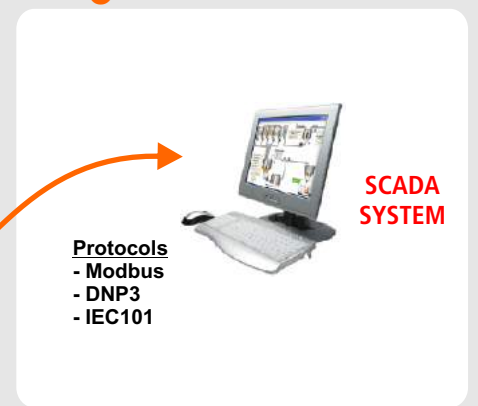 SCADA
SYSTEM
Protocols
- Modbus
- DNP3
- IEC101